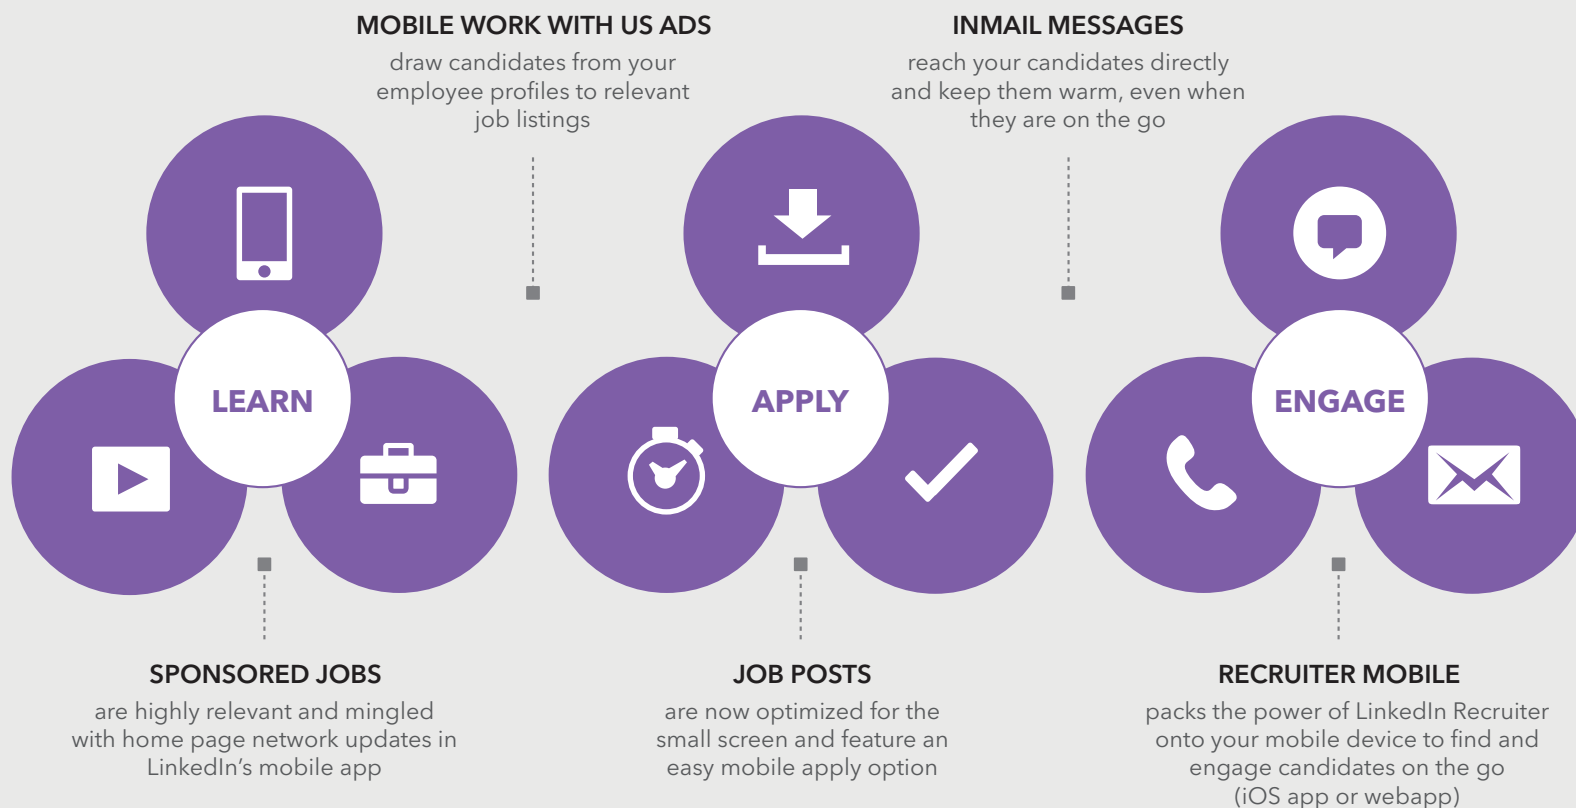 MOBILE WORK WITH US ADS
draw candidates from your
employee profiles to relevant
job listings
INMAIL MESSAGES
reach your candidates directly
and keep them warm, even when
they are on the go
LEARN
APPLY
ENGAGE
SPONSORED JOBS
are highly relevant and mingled
with home page network updates in
LinkedIn’s mobile app
JOB POSTS
are now optimized for the
small screen and feature an
easy mobile apply option
RECRUITER MOBILE
packs the power of LinkedIn Recruiter
onto your mobile device to find and
engage candidates on the go
(iOS app or webapp)